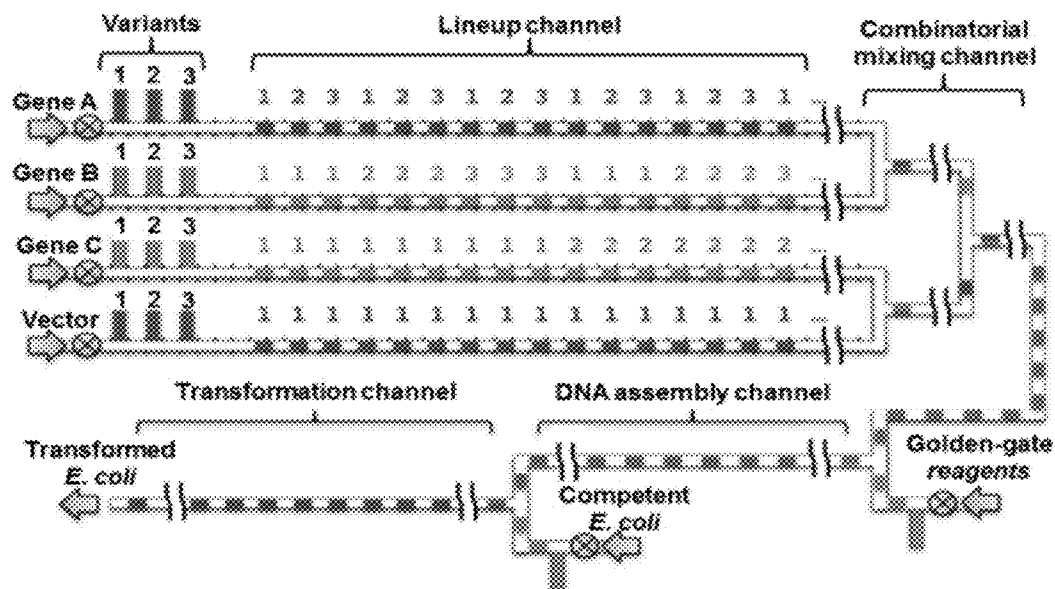 Variants
Lineup channel
Combinatorial
mixing channel
1 2 3
Gene A
1 2 3 1 2 3 1 2 3 1 2 3 1 2 3 1 ...
1 2 3
Gene B
1 1 1 2 2 2 3 3 3 1 1 1 2 2 2 3 ...
1 2 3
Gene C
1 1 1 1 1 1 1 1 1 2 2 2 2 2 2 2 ...
1 2 3
Vector
1 1 1 1 1 1 1 1 1 1 1 1 1 1 1 1 ...
Transformation channel
DNA assembly channel
Transformed
E. coli
Competent
E. coli
Golden-gate
reagents